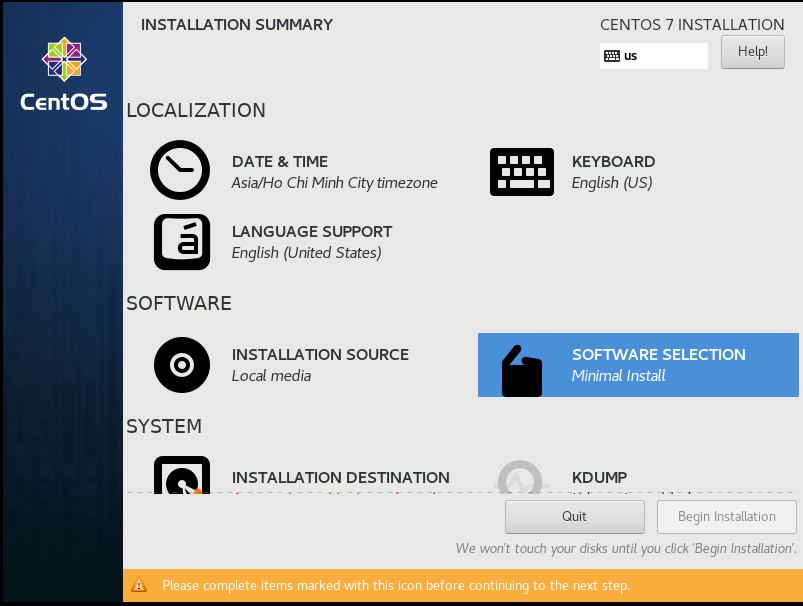 INSTALLATION SUMMARY
CENTOS 7 INSTALLATION
us
Help!
CentOS
LOCALIZATION
DATE & TIME
Asia/Ho Chi Minh City timezone
KEYBOARD
English (US)
á
LANGUAGE SUPPORT
English (United States)
SOFTWARE
INSTALLATION SOURCE
Local media
SOFTWARE SELECTION
Minimal Install
SYSTEM
INSTALLATION DESTINATION
KDUMP
Quit
Begin Installation
We won't touch your disks until you click 'Begin Installation'.
Please complete items marked with this icon before continuing to the next step.